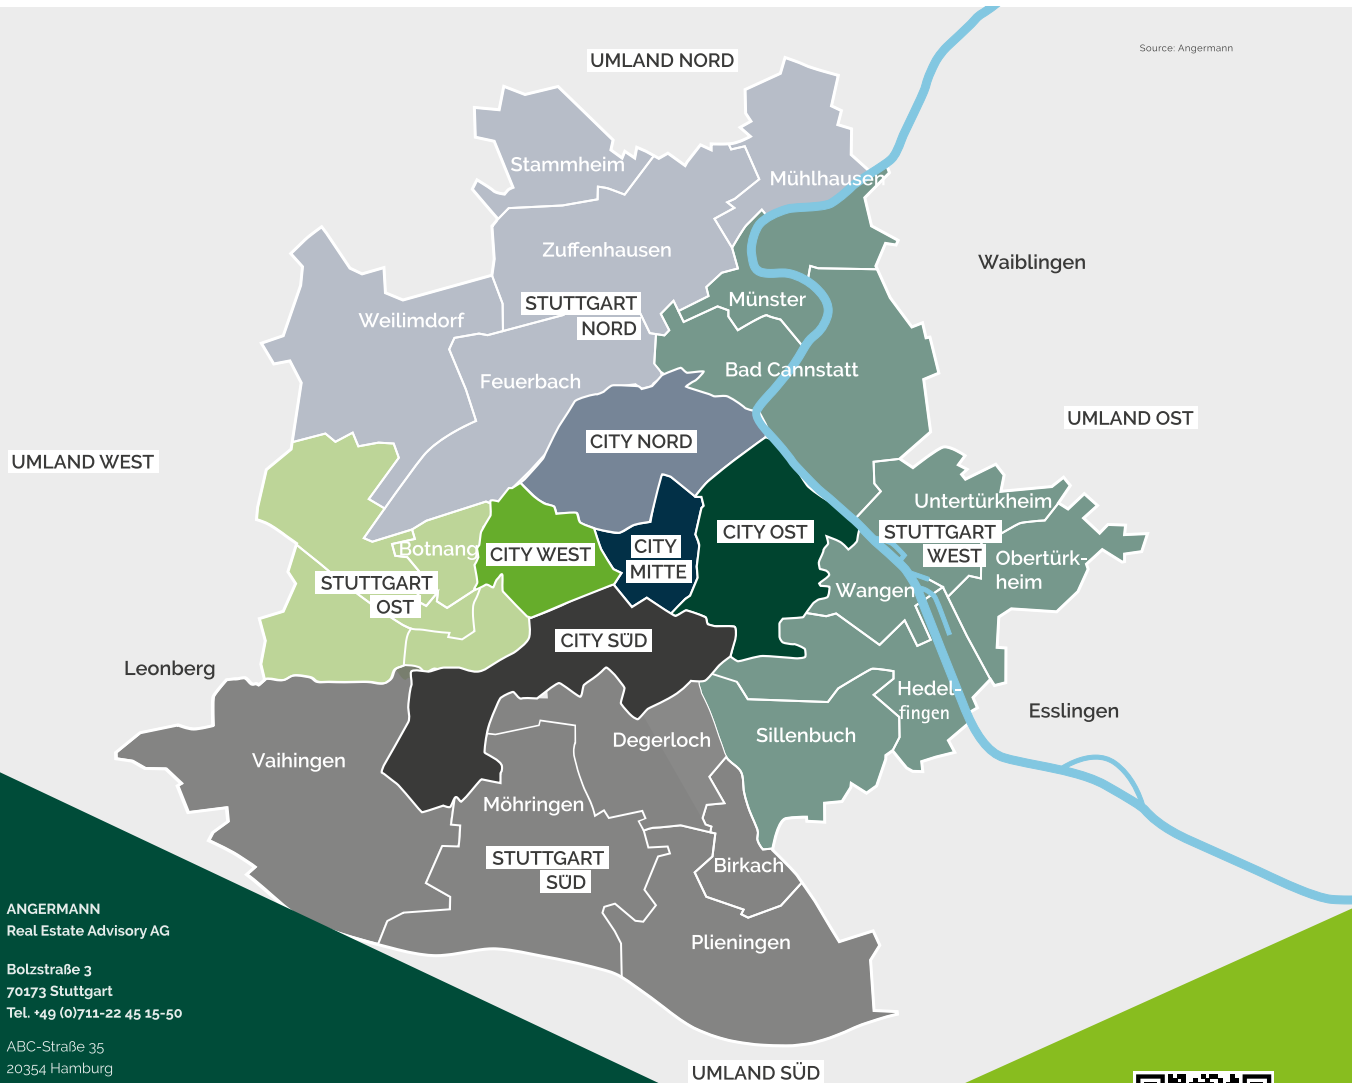 Source: Angermann
UMLAND NORD
Stammheim
Mühlhausen
Zuffenhausen
Waiblingen
STUTTGART
NORD
Münster
Weilimdorf
Feuerbach
Bad Cannstatt
UMLAND OST
CITY NORD
UMLAND WEST
Untertürkheim
CITY OST
STUTTGART
WEST
Botnang
CITY WEST
CITY
MITTE
Obertürk-
heim
STUTTGART
OST
Wangen
CITY SÜD
Leonberg
Hedel-
fingen
Esslingen
Sillenbuch
Degerloch
Vaihingen
Möhringen
STUTTGART
SÜD
Birkach
Plieningen
ANGERMANN
Real Estate Advisory AG
Bolzstraße 3
70173 Stuttgart
Tel. +49 (0)711-22 45 15-50
ABC-Straße 35
20354 Hamburg
UMLAND SÜD